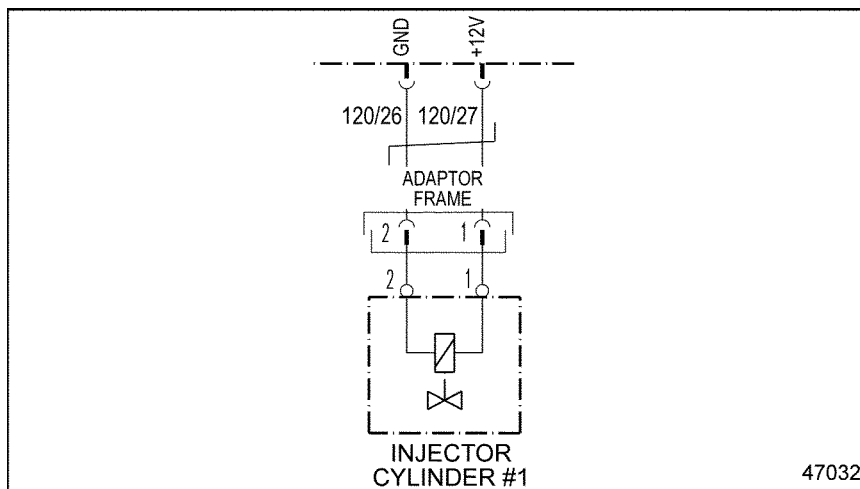 GND +12V
120/26 120/27
ADAPTOR
FRAME
2 1
2 1
INJECTOR
CYLINDER #1
47032